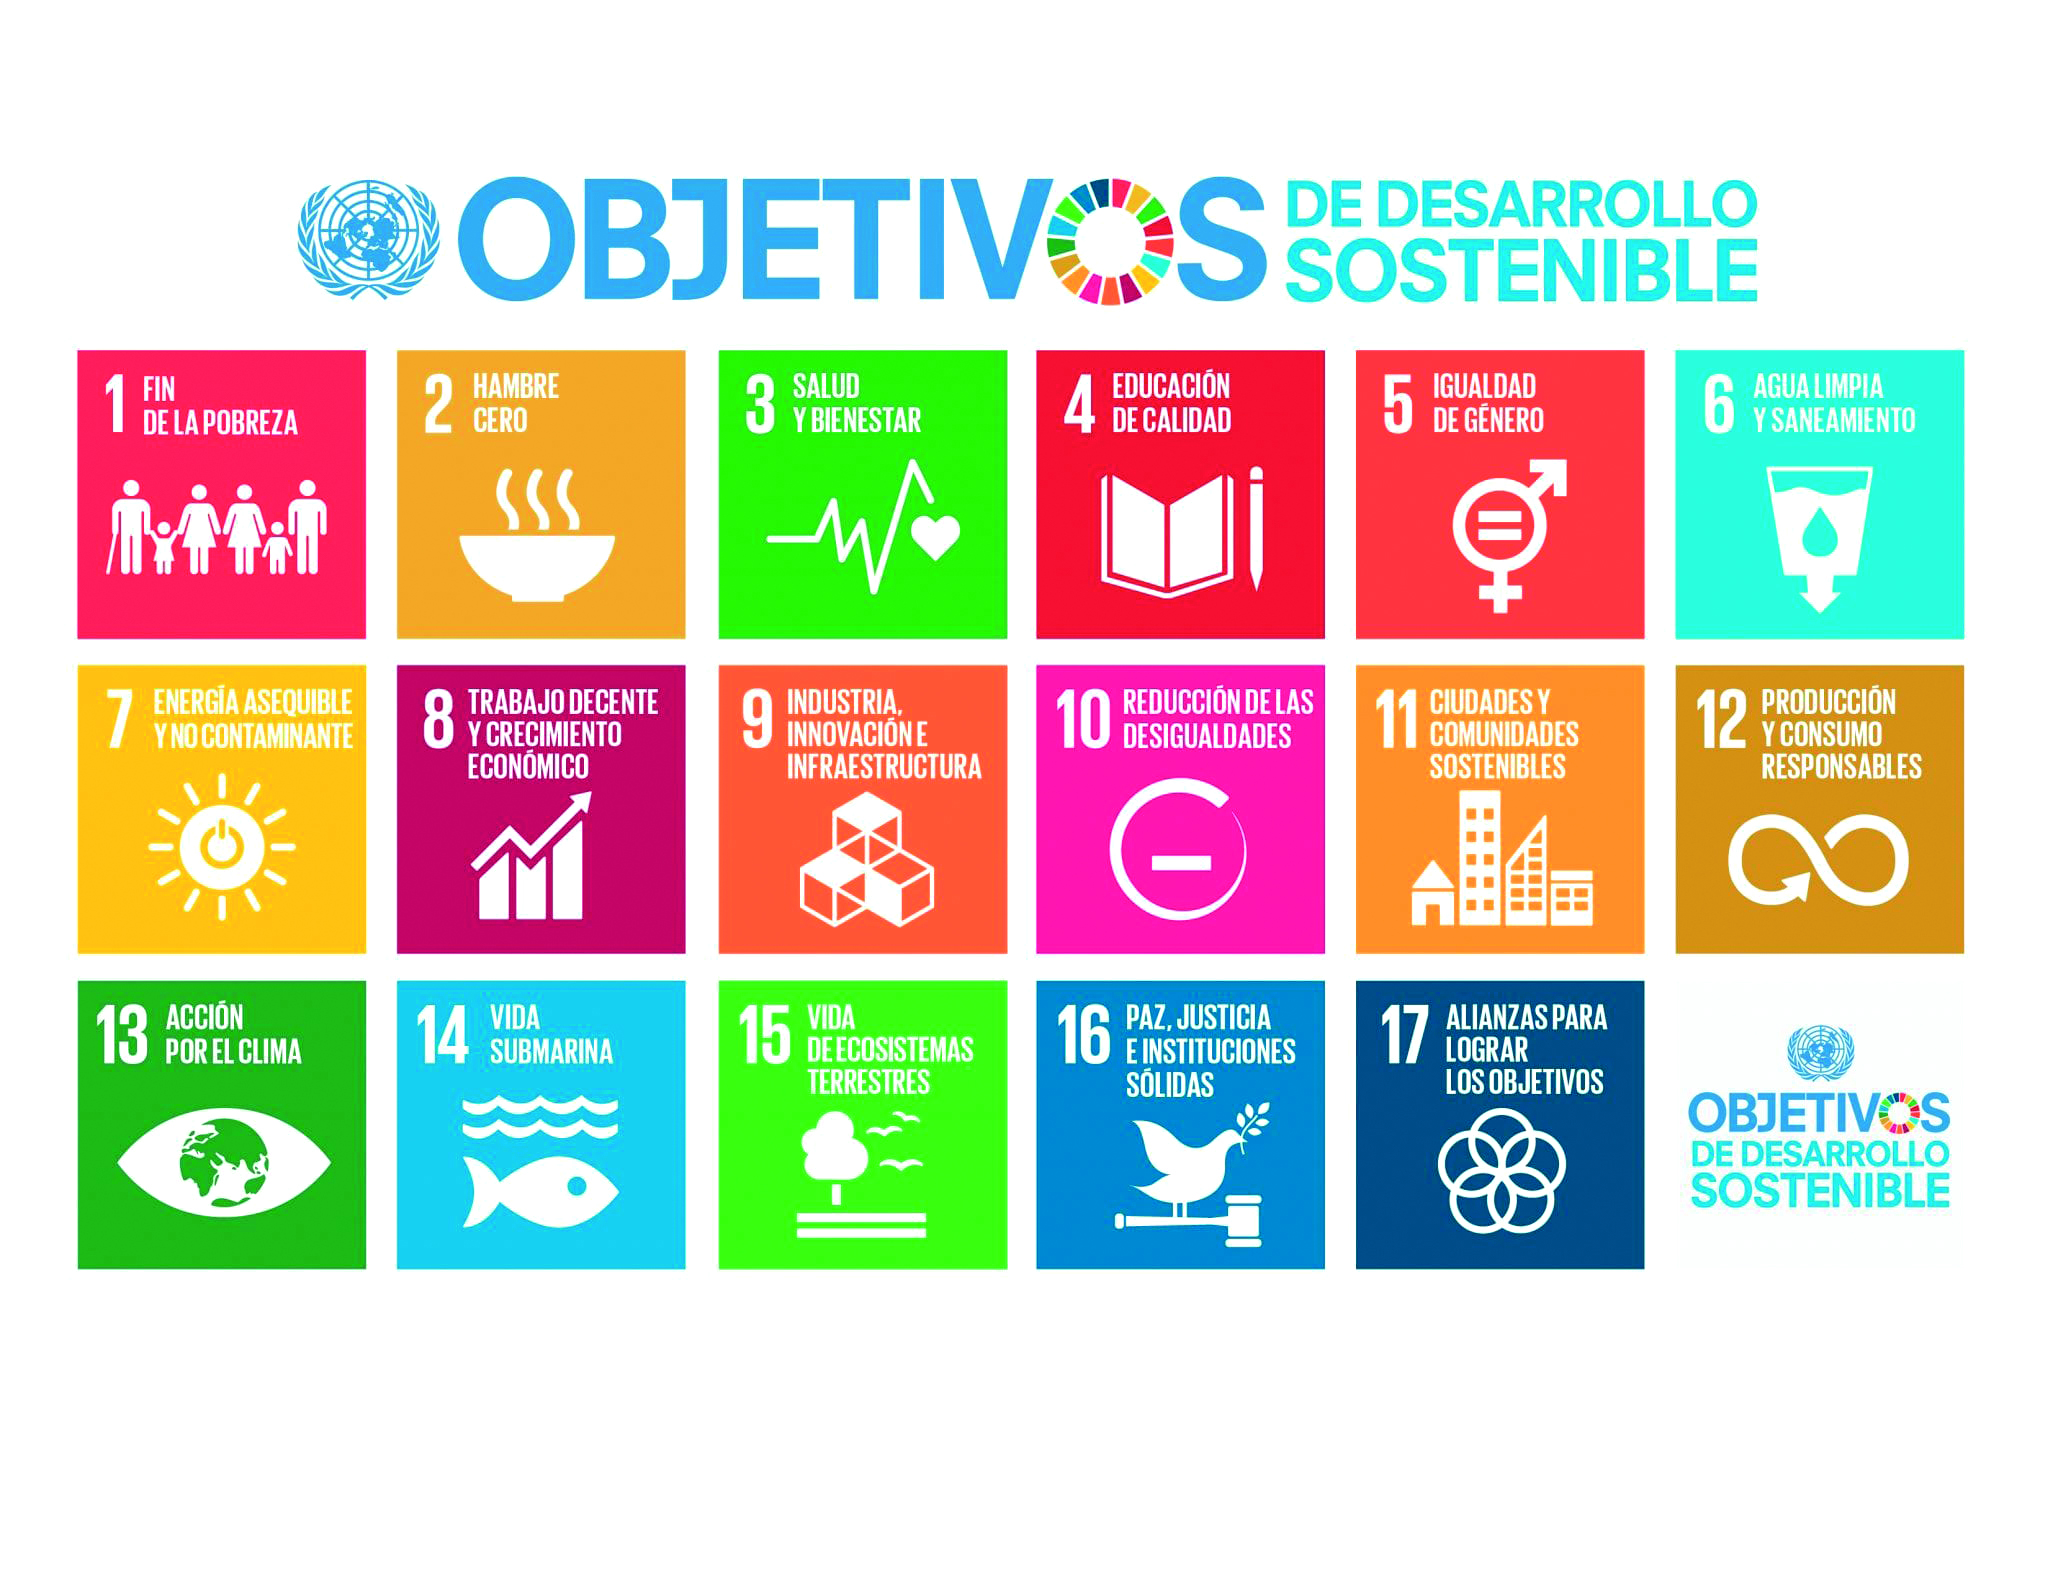 OBJETIVOS
DE DESARROLLO
SOSTENIBLE
1 FIN
DE LA POBREZA
2 HAMBRE
CERO
3 SALUD
Y BIENESTAR
4 EDUCACIÓN
DE CALIDAD
5 IGUALDAD
DE GÉNERO
6 AGUA LIMPIA
Y SANEAMIENTO
7 ENERGÍA ASEQUIBLE
Y NO CONTAMINANTE
8 TRABAJO DECENTE
Y CRECIMIENTO
ECONÓMICO
9 INDUSTRIA,
INNOVACIÓN E
INFRAESTRUCTURA
10 REDUCCIÓN DE LAS
DESIGUALDADES
11 CIUDADES Y
COMUNIDADES
SOSTENIBLES
12 PRODUCCIÓN
Y CONSUMO
RESPONSABLES
13 ACCIÓN
POR EL CLIMA
14 VIDA
SUBMARINA
15 VIDA
DE ECOSISTEMAS
TERRESTRES
16 PAZ, JUSTICIA
E INSTITUCIONES
SÓLIDAS
17 ALIANZAS PARA
LOGRAR
LOS OBJETIVOS
OBJETIVOS
DE DESARROLLO
SOSTENIBLE